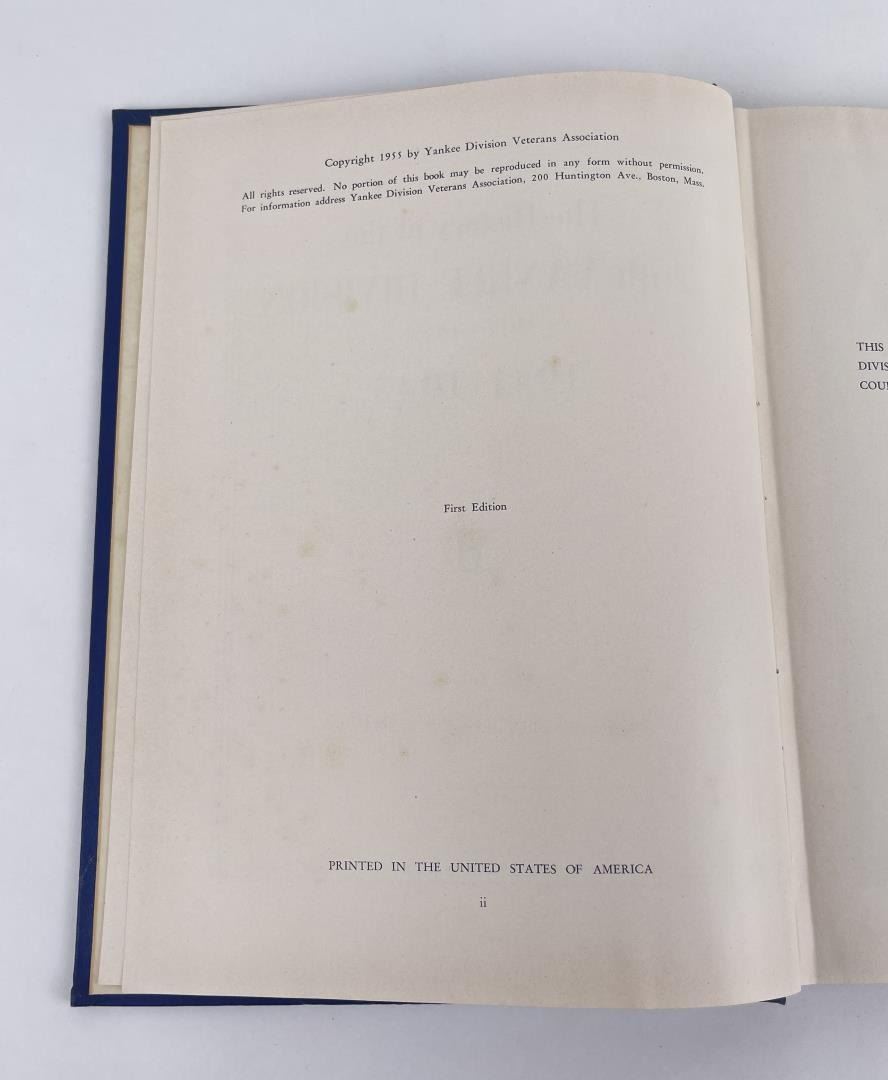 Copyright 1955 by Yankee Division Veterans Association
All rights reserved. No portion of this book may be reproduced in any form without permission.
For information address Yankee Division Veterans Association, 200 Huntington Ave., Boston, Mass.
First Edition
PRINTED IN THE UNITED STATES OF AMERICA
ii
THIS
DIVIS
COU